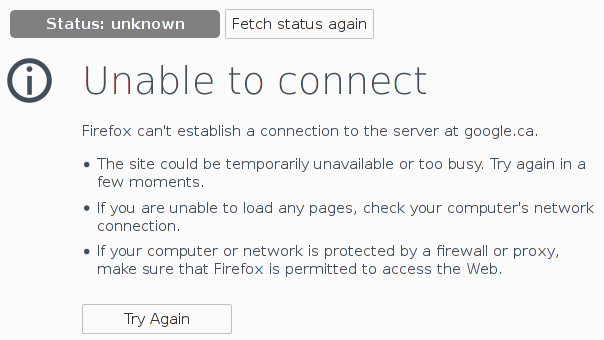 Status: unknown Fetch status again
Unable to connect
Firefox can't establish a connection to the server at google.ca.
• The site could be temporarily unavailable or too busy. Try again in a
few moments.
• If you are unable to load any pages, check your computer's network
connection.
• If your computer or network is protected by a firewall or proxy,
make sure that Firefox is permitted to access the Web.
Try Again